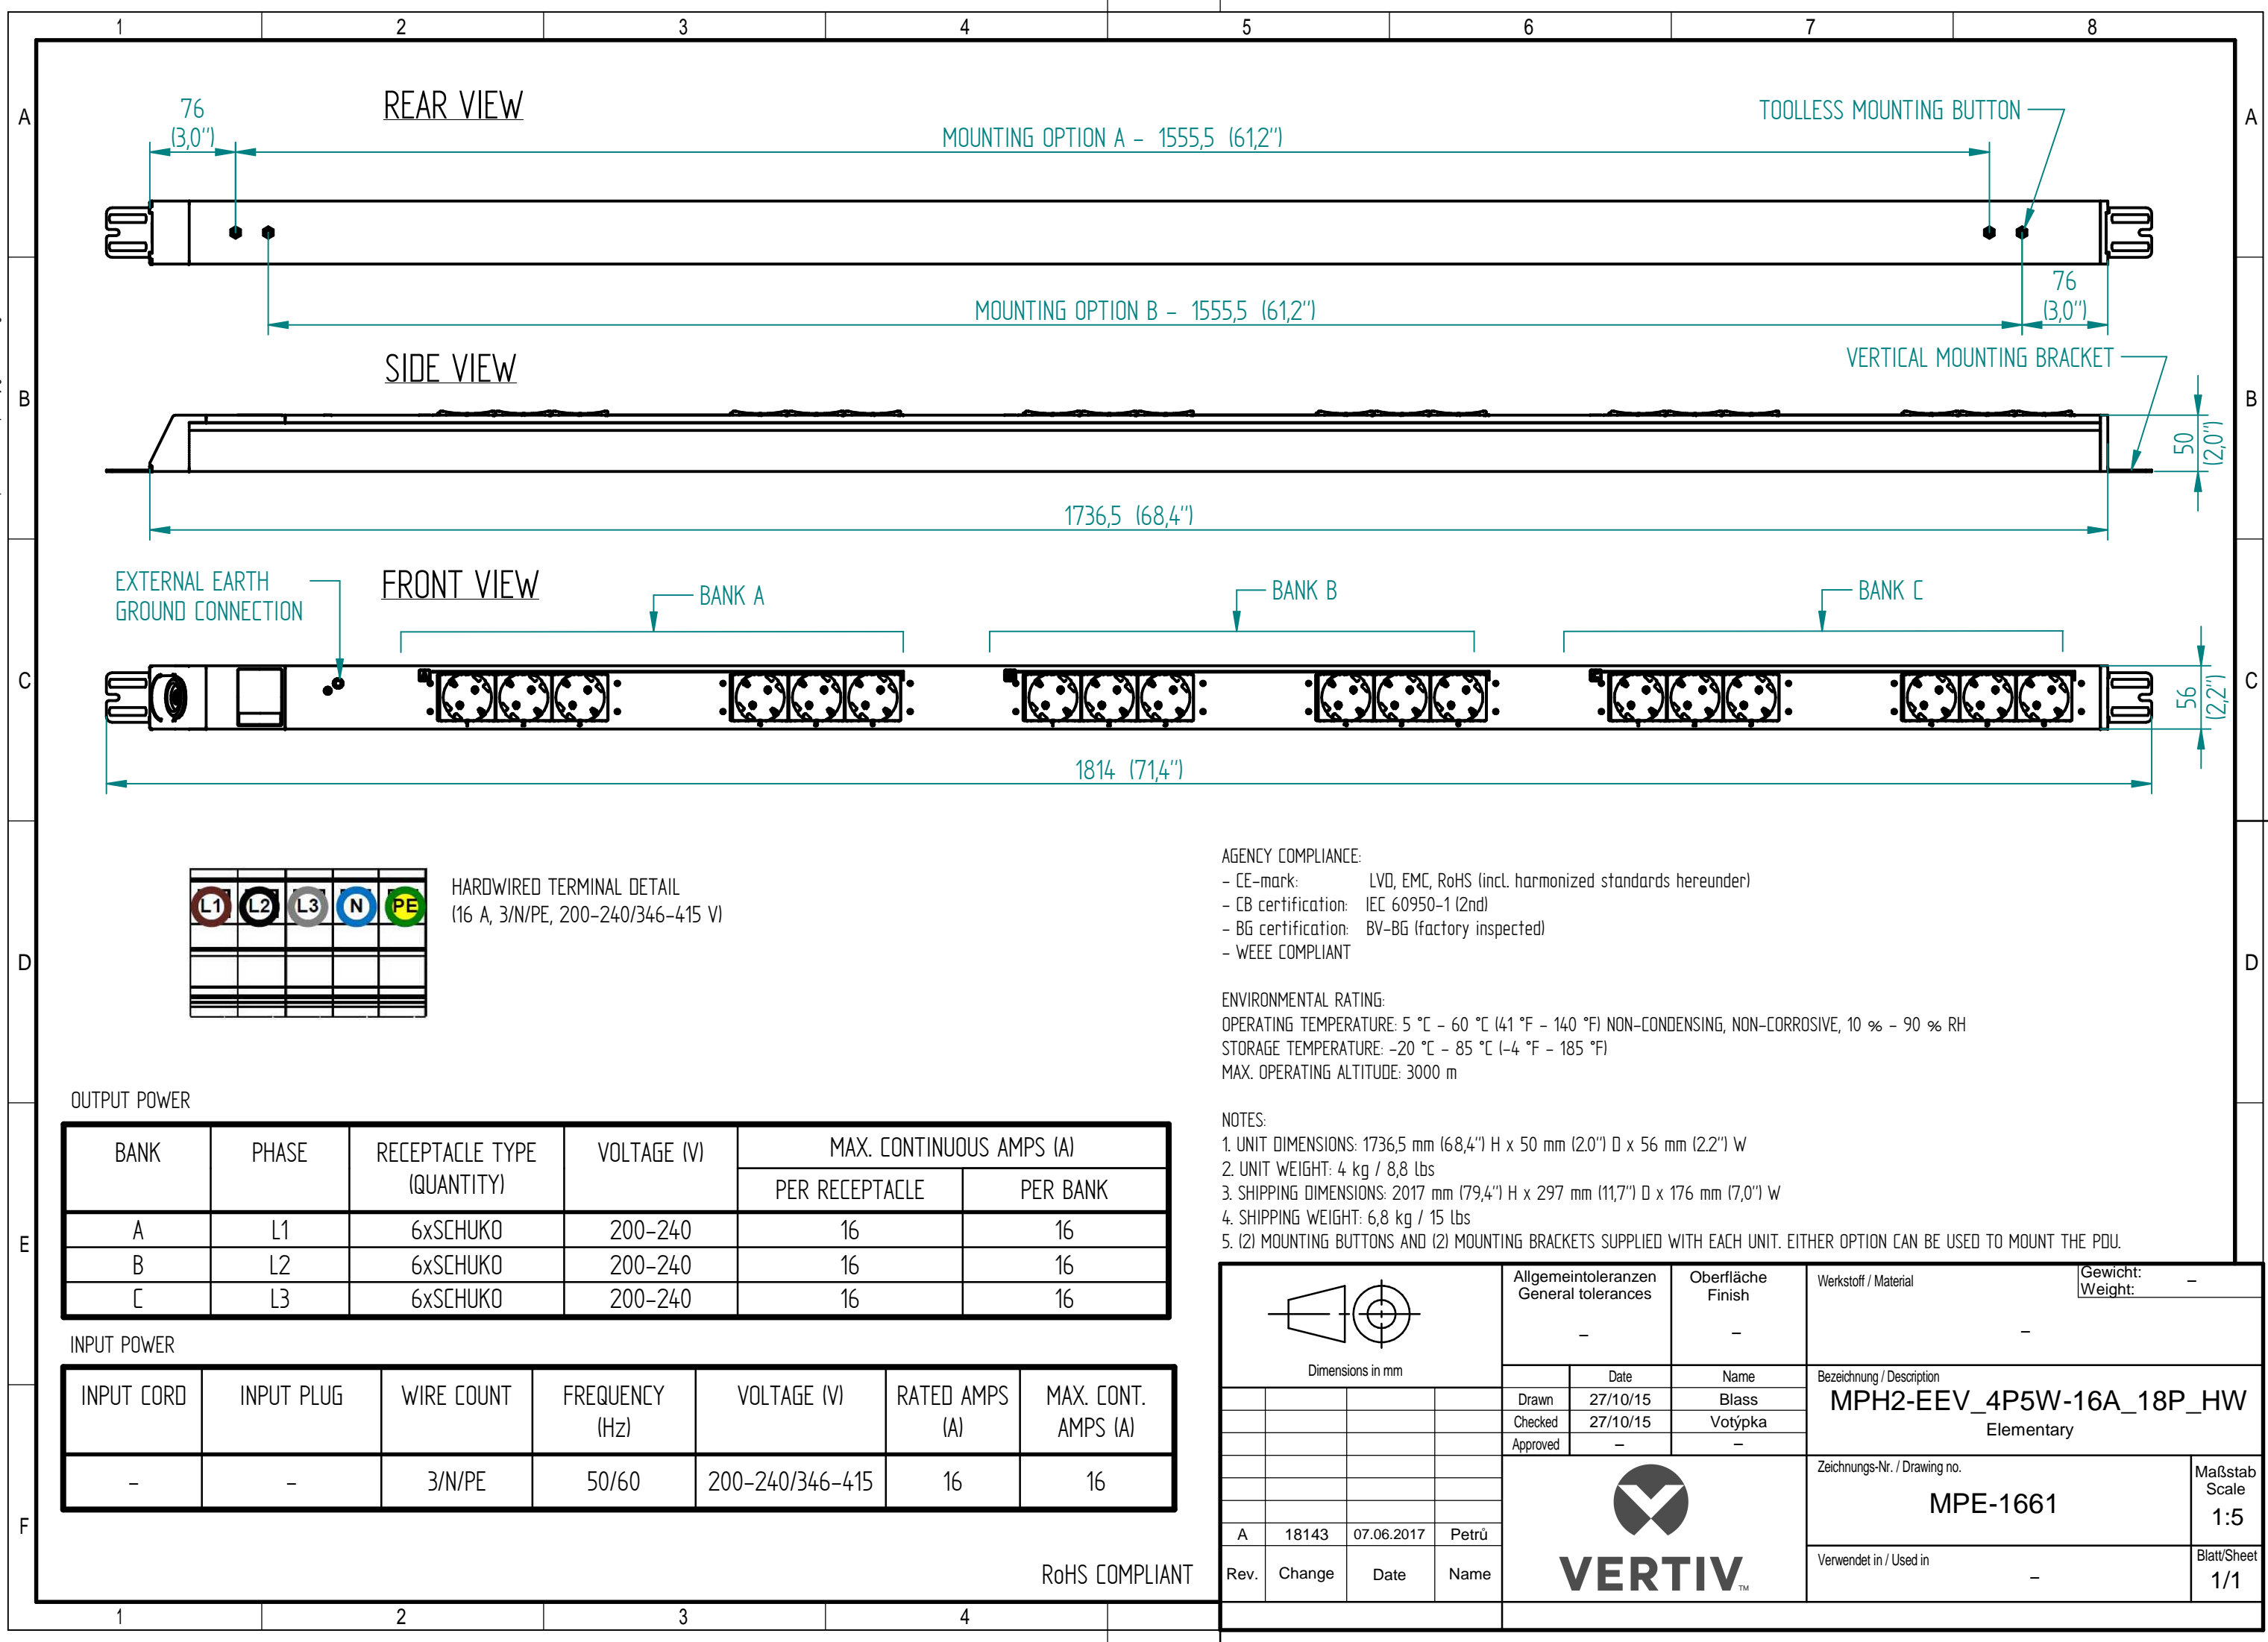 1 2 3 4 5 6 7 8
A
A
REAR VIEW
76
(3,0")
MOUNTING OPTION A - 1555,5 (61,2")
TOOLLESS MOUNTING BUTTON
MOUNTING OPTION B - 1555,5 (61,2")
76
(3,0")
SIDE VIEW
VERTICAL MOUNTING BRACKET
B
B
50
(2,0")
1736,5 (68,4")
EXTERNAL EARTH
GROUND CONNECTION
FRONT VIEW
BANK A
BANK B
BANK C
C
C
56
(2,2")
1814 (71,4")
L1 L2 L3 N PE
HARDWIRED TERMINAL DETAIL
(16 A, 3/N/PE, 200-240/346-415 V)
AGENCY COMPLIANCE:
- CE-mark: LVD, EMC, RoHS (incl. harmonized standards hereunder)
- CB certification: IEC 60950-1 (2nd)
- BG certification: BV-BG (factory inspected)
- WEEE COMPLIANT
D
D
ENVIRONMENTAL RATING:
OPERATING TEMPERATURE: 5 °C - 60 °C (41 °F - 140 °F) NON-CONDENSING, NON-CORROSIVE, 10 % - 90 % RH
STORAGE TEMPERATURE: -20 °C - 85 °C (-4 °F - 185 °F)
MAX. OPERATING ALTITUDE: 3000 m
NOTES:
1. UNIT DIMENSIONS: 1736,5 mm (68,4") H x 50 mm (2.0") D x 56 mm (2.2") W
2. UNIT WEIGHT: 4 kg / 8,8 lbs
3. SHIPPING DIMENSIONS: 2017 mm (79,4") H x 297 mm (11,7") D x 176 mm (7,0") W
4. SHIPPING WEIGHT: 6,8 kg / 15 lbs
5. (2) MOUNTING BUTTONS AND (2) MOUNTING BRACKETS SUPPLIED WITH EACH UNIT. EITHER OPTION CAN BE USED TO MOUNT THE PDU.
OUTPUT POWER
BANK PHASE RECEPTACLE TYPE VOLTAGE (V) MAX. CONTINUOUS AMPS (A)
(QUANTITY) PER RECEPTACLE PER BANK
A L1 6xSCHUKO 200-240 16 16
B L2 6xSCHUKO 200-240 16 16
C L3 6xSCHUKO 200-240 16 16
E
INPUT POWER
INPUT CORD INPUT PLUG WIRE COUNT FREQUENCY VOLTAGE (V) RATED AMPS MAX. CONT.
(Hz) (A) AMPS (A)
- - 3/N/PE 50/60 200-240/346-415 16 16
F
RoHS COMPLIANT
Dimensions in mm
Allgemeintoleranzen
General tolerances
-
Oberfläche
Finish
-
Werkstoff / Material
-
Gewicht:
Weight:
-
Date Name
Drawn 27/10/15 Blass
Checked 27/10/15 Votýpka
Approved - -
Bezeichnung / Description
MPH2-EEV_4P5W-16A_18P_HW
Elementary
Zeichnungs-Nr. / Drawing no.
MPE-1661
Maßstab
Scale
1:5
A 18143 07.06.2017 Petrů
Rev. Change Date Name
VERTIV™
Verwendet in / Used in
-
Blatt/Sheet
1/1
1 2 3 4